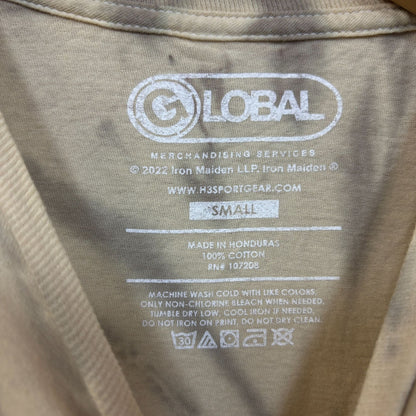 GLOBAL
MERCHANDISING SERVICES
© 2022 Iron Maiden LLP. Iron Maiden ®
WWW.H3SPORTGEAR.COM
SMALL
MADE IN HONDURAS
100% COTTON
RN# 107208
MACHINE WASH COLD WITH LIKE COLORS,
ONLY NON-CHLORINE BLEACH WHEN NEEDED,
TUMBLE DRY LOW, COOL IRON IF NEEDED,
DO NOT IRON ON PRINT, DO NOT DRY CLEAN
30